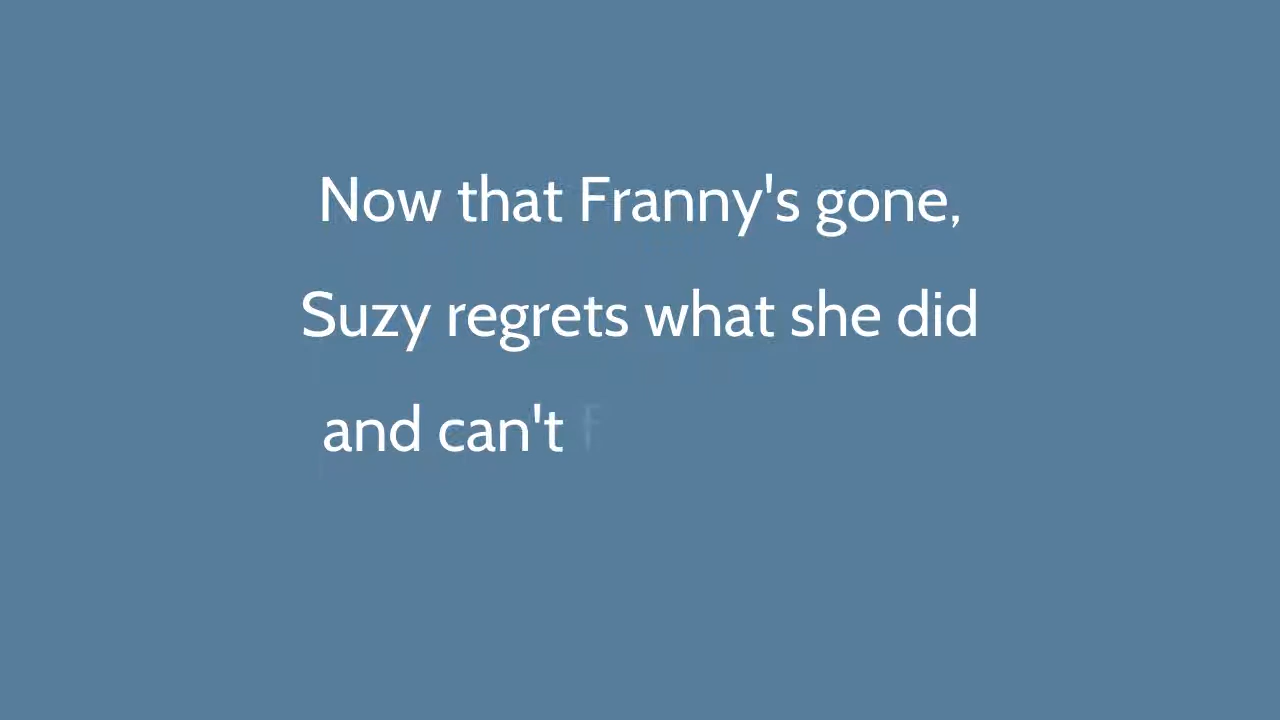 Now that Franny's gone,
Suzy regrets what she did
and can't